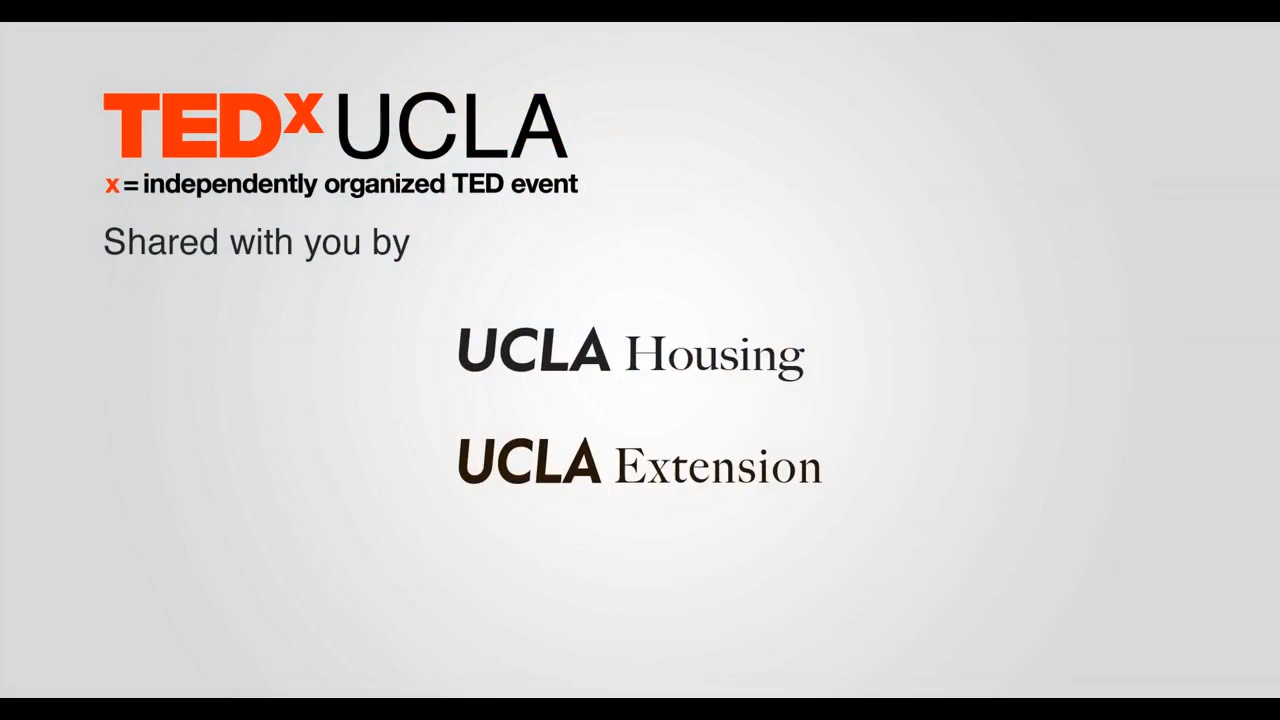 TEDx UCLA
x = independently organized TED event
Shared with you by
UCLA Housing
UCLA Extension